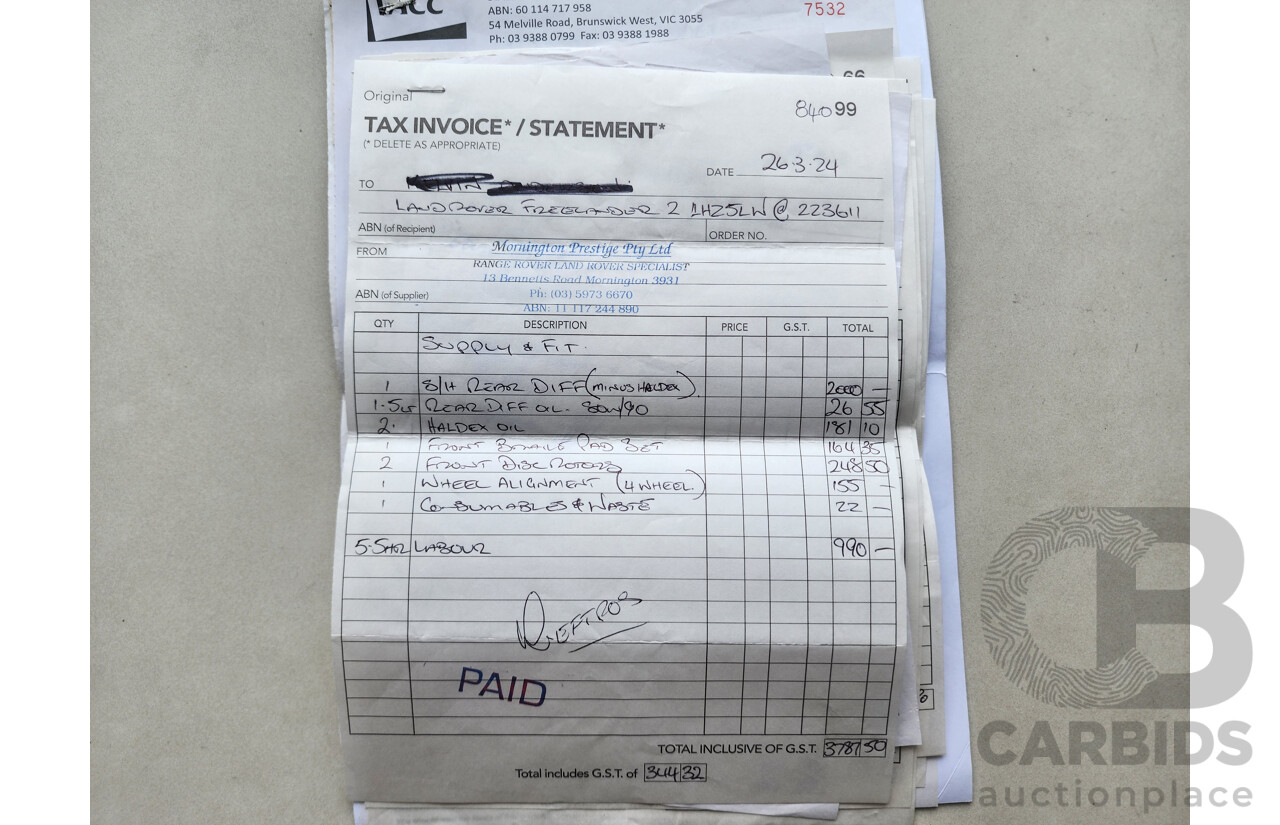 ABN: 60 114 717 958
54 Melville Road, Brunswick West, VIC 3055
Ph: 03 9388 0799 Fax: 03 9388 1988
7532
66
Original
84099
TAX INVOICE* / STATEMENT*
(* DELETE AS APPROPRIATE)
DATE 26.3.24
TO
LANDROVER FREELANDER 2 1HZ5LW @ 223611
ABN (of Recipient) ORDER NO.
FROM Mornington Prestige Pty Ltd
RANGE ROVER LAND ROVER SPECIALIST
13 Bennetts Road Mornington 3931
ABN (of Supplier) Ph: (03) 5973 6670
ABN: 11 117 244 890
QTY DESCRIPTION PRICE G.S.T. TOTAL
SUPPLY & FIT.
1 S/H REAR DIFF (MINUS HALDEX) 2000 —
1.5LT REAR DIFF OIL. 80W/90 26 55
2. HALDEX OIL 181 10
1 FRONT BRAKE PAD SET 164 35
2 FRONT DISC ROTORS 248 50
1 WHEEL ALIGNMENT (4 WHEEL.) 155 —
1 CONSUMABLES & WASTE 22 —
5.5HR LABOUR 990 —
EFTPOS
PAID
TOTAL INCLUSIVE OF G.S.T. 3787 50
Total includes G.S.T. of 344 32
CB
CARBIDS
auctionplace